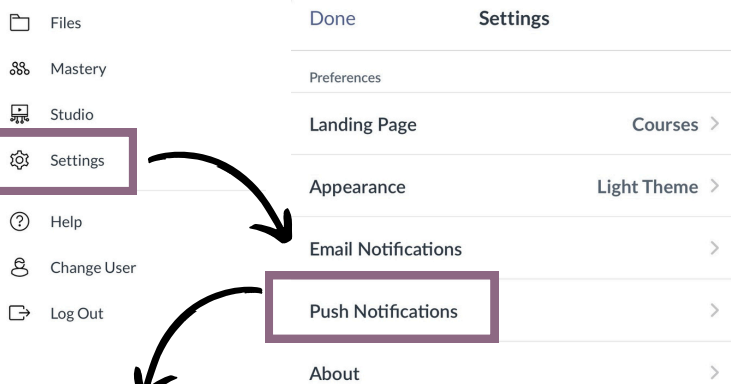 Files
Mastery
Studio
Settings
Help
Change User
Log Out
Done Settings
Preferences
Landing Page Courses
Appearance Light Theme
Email Notifications
Push Notifications
About